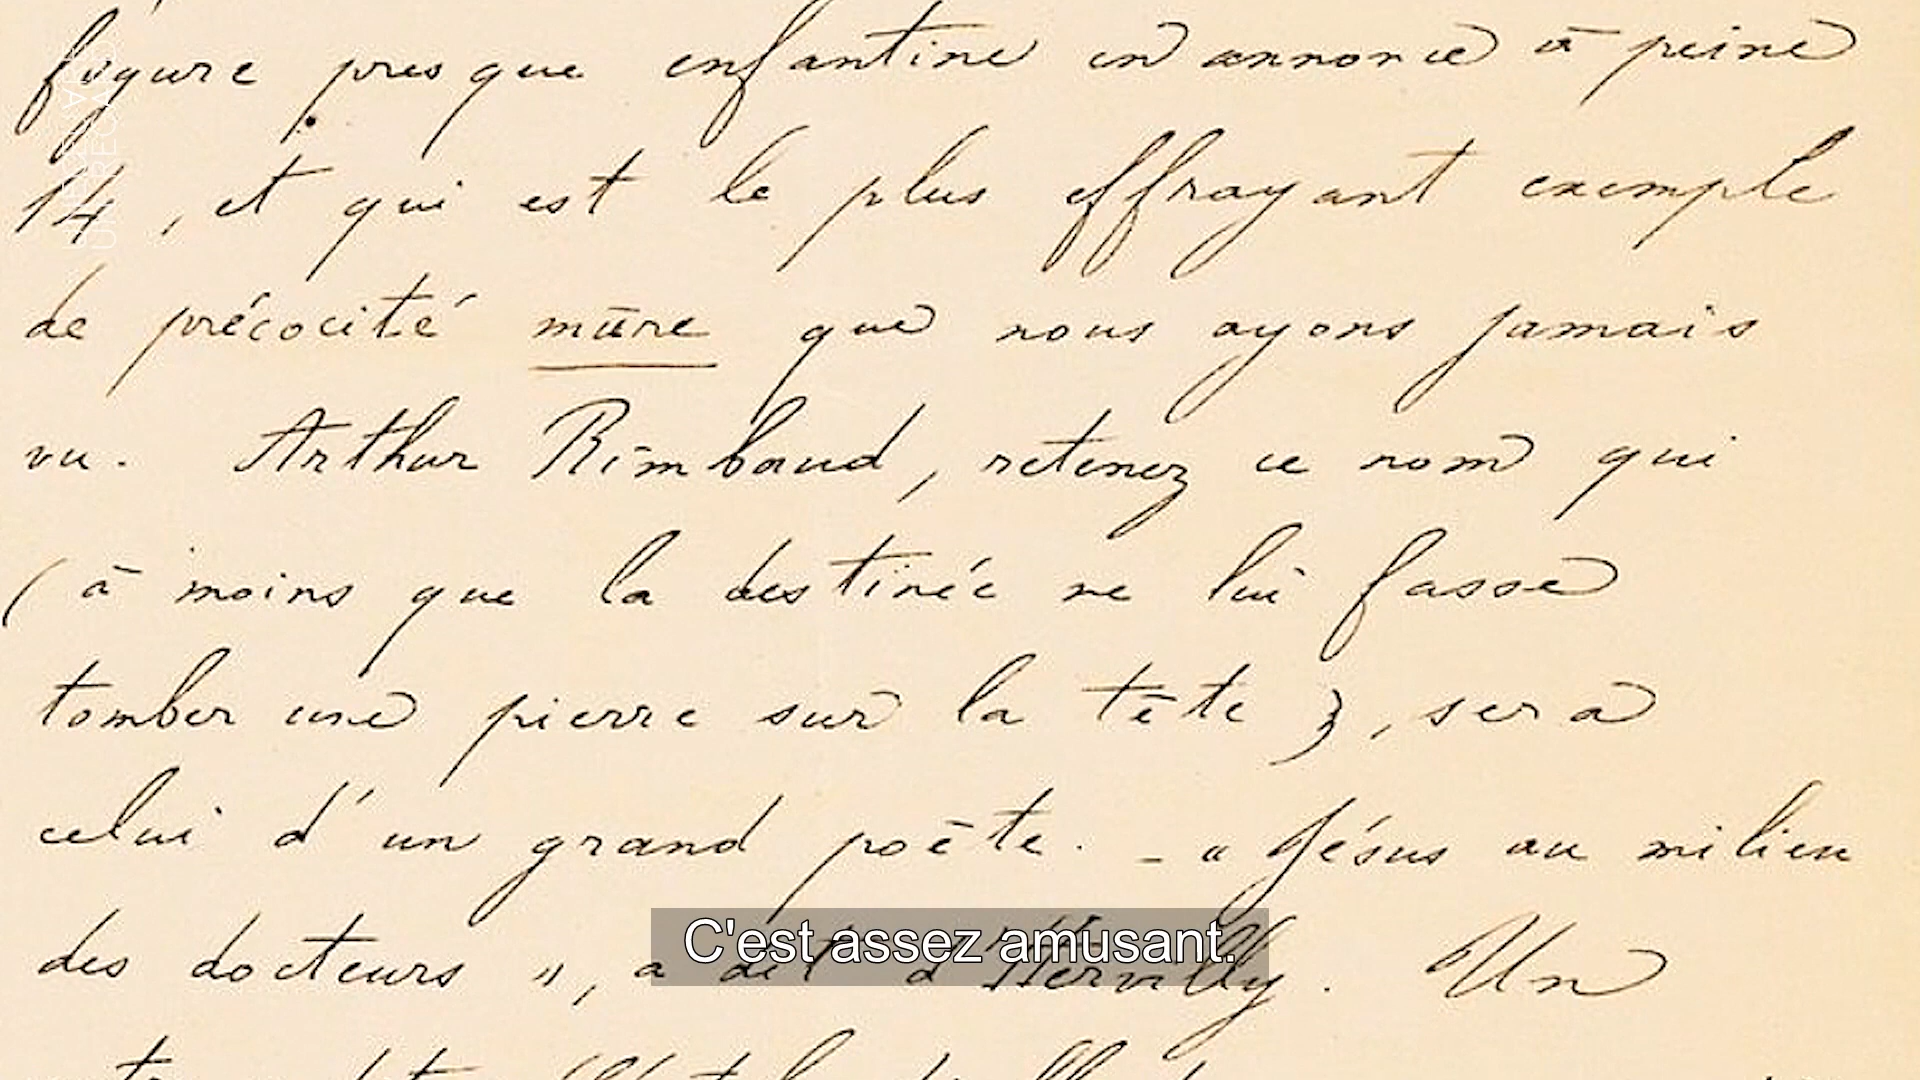 figure presque enfantine en annonce à peine
14, et qui est le plus effrayant exemple
de précocité mûre que nous ayons jamais
vu. Arthur Rimbaud, retenez ce nom qui
(à moins que la destinée ne lui fasse
tomber une pierre sur la tête), sera
celui d'un grand poète. - « Jésus au milieu
des docteurs », a dit d'Hervilly. Un
C'est assez amusant.